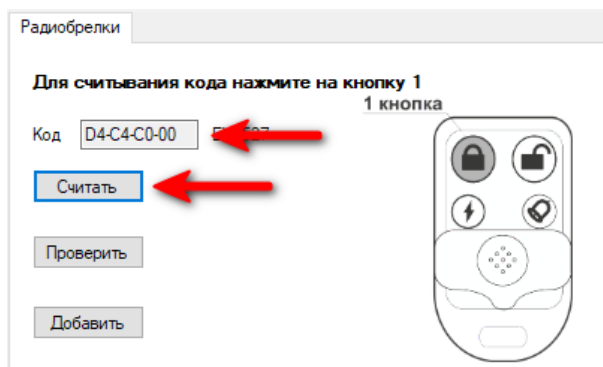 Радиобрелки
Для считывания кода нажмите на кнопку 1
1 кнопка
Код D4-C4-C0-00
Считать
Проверить
Добавить